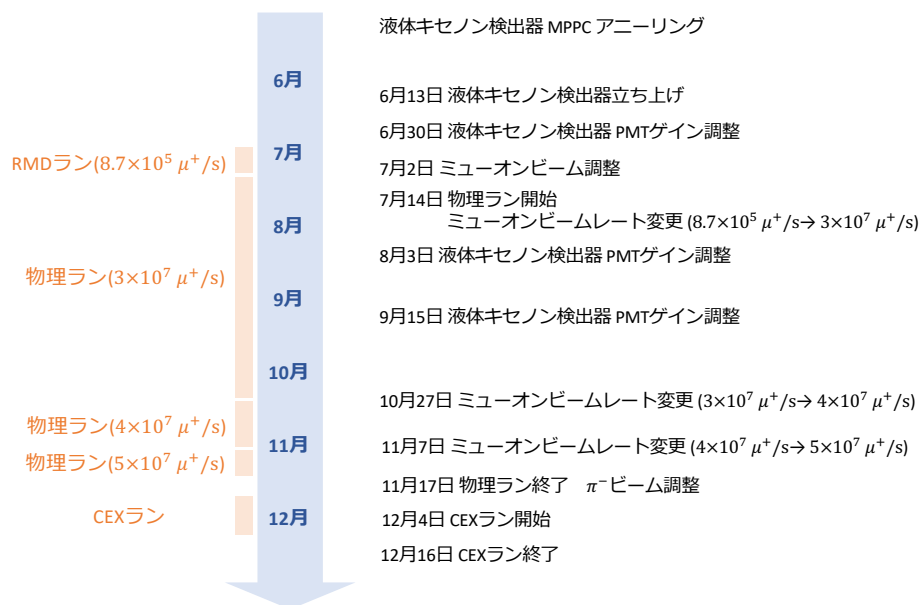 液体キセノン検出器 MPPC アニーリング
6月
6月13日 液体キセノン検出器立ち上げ
6月30日 液体キセノン検出器 PMTゲイン調整
7月
RMDラン(8.7×10⁵ μ⁺/s)
7月2日 ミューオンビーム調整
7月14日 物理ラン開始
ミューオンビームレート変更 (8.7×10⁵ μ⁺/s→ 3×10⁷ μ⁺/s)
8月
8月3日 液体キセノン検出器 PMTゲイン調整
物理ラン(3×10⁷ μ⁺/s)
9月
9月15日 液体キセノン検出器 PMTゲイン調整
10月
10月27日 ミューオンビームレート変更 (3×10⁷ μ⁺/s→ 4×10⁷ μ⁺/s)
物理ラン(4×10⁷ μ⁺/s)
11月
11月7日 ミューオンビームレート変更 (4×10⁷ μ⁺/s→ 5×10⁷ μ⁺/s)
物理ラン(5×10⁷ μ⁺/s)
11月17日 物理ラン終了 π⁻ビーム調整
CEXラン
12月
12月4日 CEXラン開始
12月16日 CEXラン終了